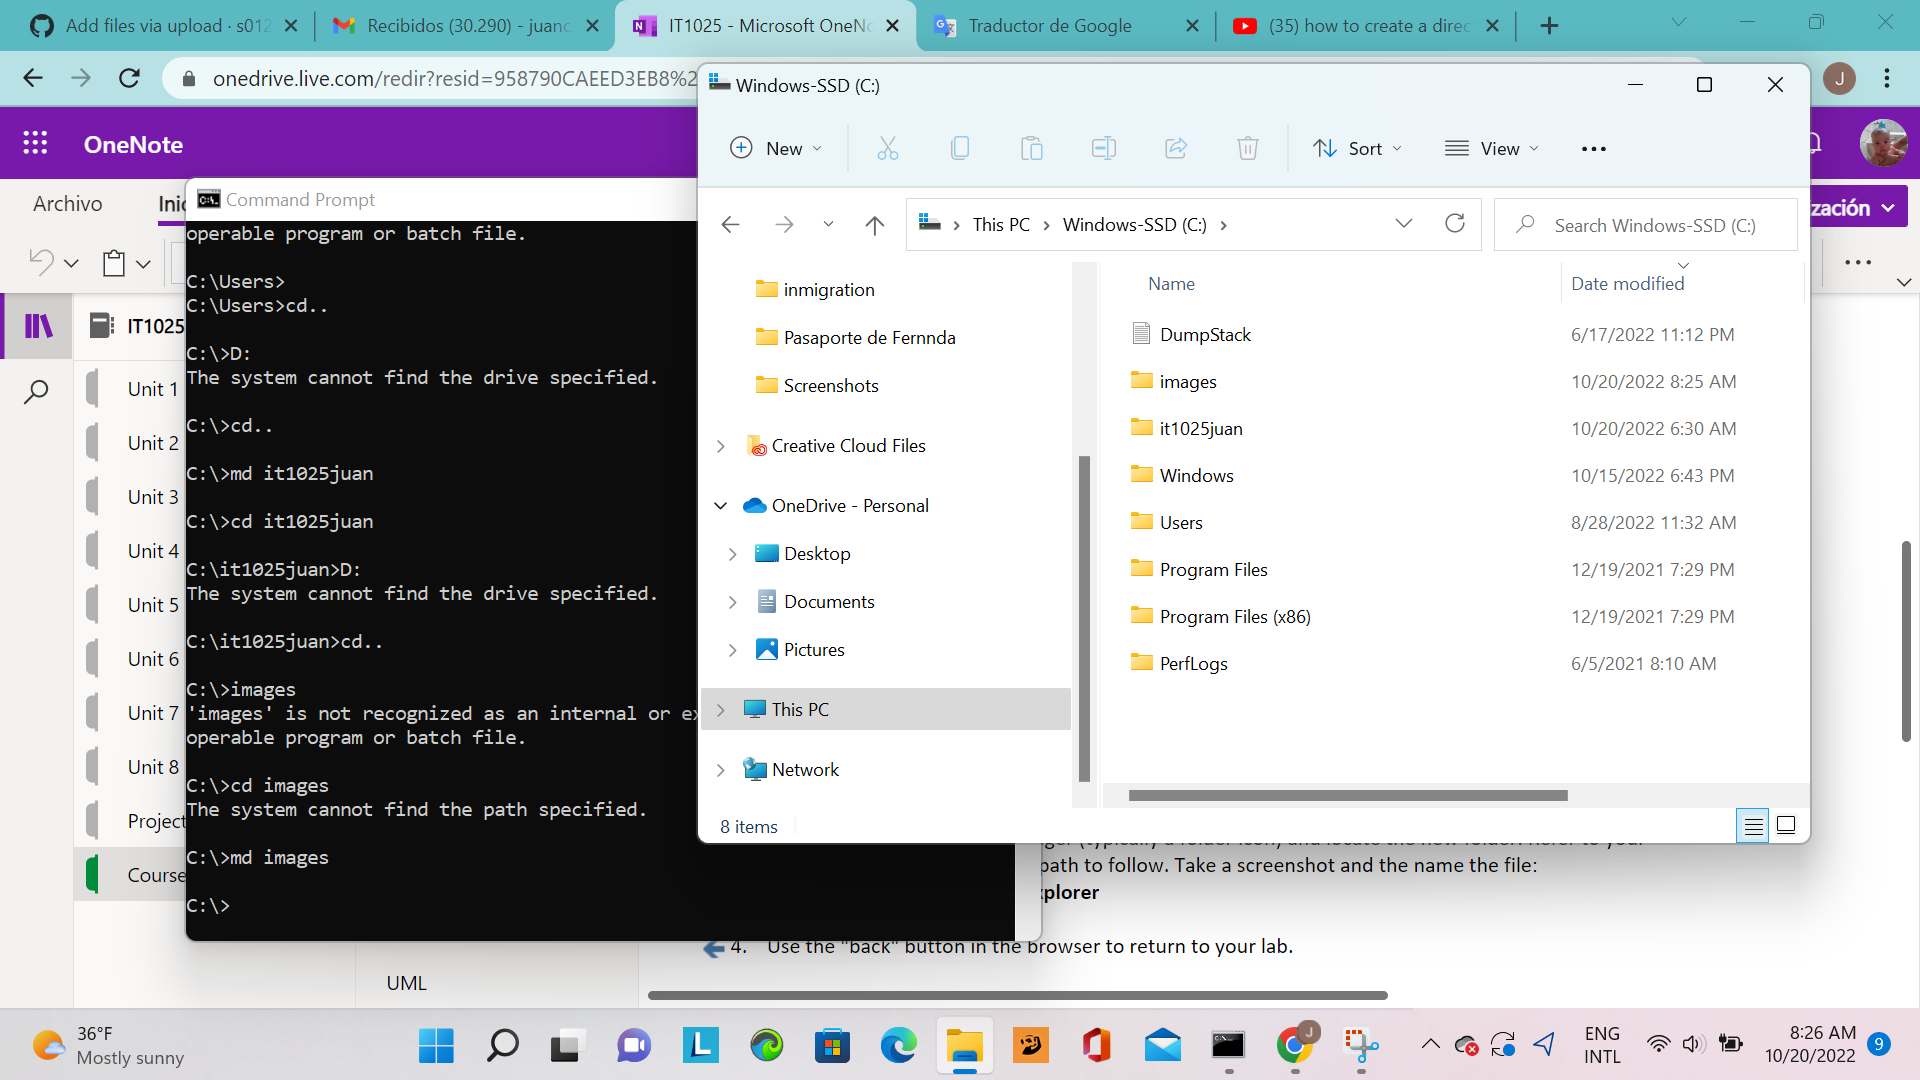 Add files via upload · s012
Recibidos (30.290) - juanc
IT1025 - Microsoft OneNo
Traductor de Google
(35) how to create a direc
onedrive.live.com/redir?resid=958790CAEED3EB8%2
J
OneNote
Archivo
Inic
zación
IT1025
Unit 1
Unit 2
Unit 3
Unit 4
Unit 5
Unit 6
Unit 7
Unit 8
Project
Course
UML
Command Prompt
operable program or batch file.
C:\Users>
C:\Users>cd..
C:\>D:
The system cannot find the drive specified.
C:\>cd..
C:\>md it1025juan
C:\>cd it1025juan
C:\it1025juan>D:
The system cannot find the drive specified.
C:\it1025juan>cd..
C:\>images
'images' is not recognized as an internal or ex
operable program or batch file.
C:\>cd images
The system cannot find the path specified.
C:\>md images
C:\>
Windows-SSD (C:)
New
Sort
View
This PC
Windows-SSD (C:)
Search Windows-SSD (C:)
inmigration
Pasaporte de Fernnda
Screenshots
Creative Cloud Files
OneDrive - Personal
Desktop
Documents
Pictures
This PC
Network
Name Date modified
DumpStack 6/17/2022 11:12 PM
images 10/20/2022 8:25 AM
it1025juan 10/20/2022 6:30 AM
Windows 10/15/2022 6:43 PM
Users 8/28/2022 11:32 AM
Program Files 12/19/2021 7:29 PM
Program Files (x86) 12/19/2021 7:29 PM
PerfLogs 6/5/2021 8:10 AM
8 items
path to follow. Take a screenshot and the name the file:
xplorer
4. Use the "back" button in the browser to return to your lab.
36°F
Mostly sunny
L
J
ENG
INTL
8:26 AM
10/20/2022
9